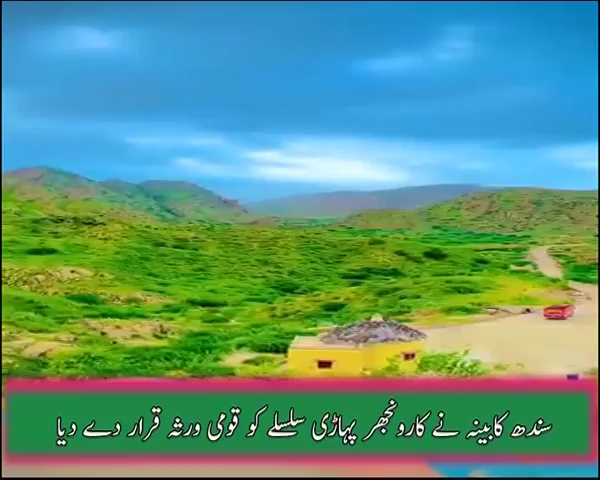 سندھ کابینہ نے کارونجھر پہاڑی سلسلے کو قومی ورثہ قرار دے دیا